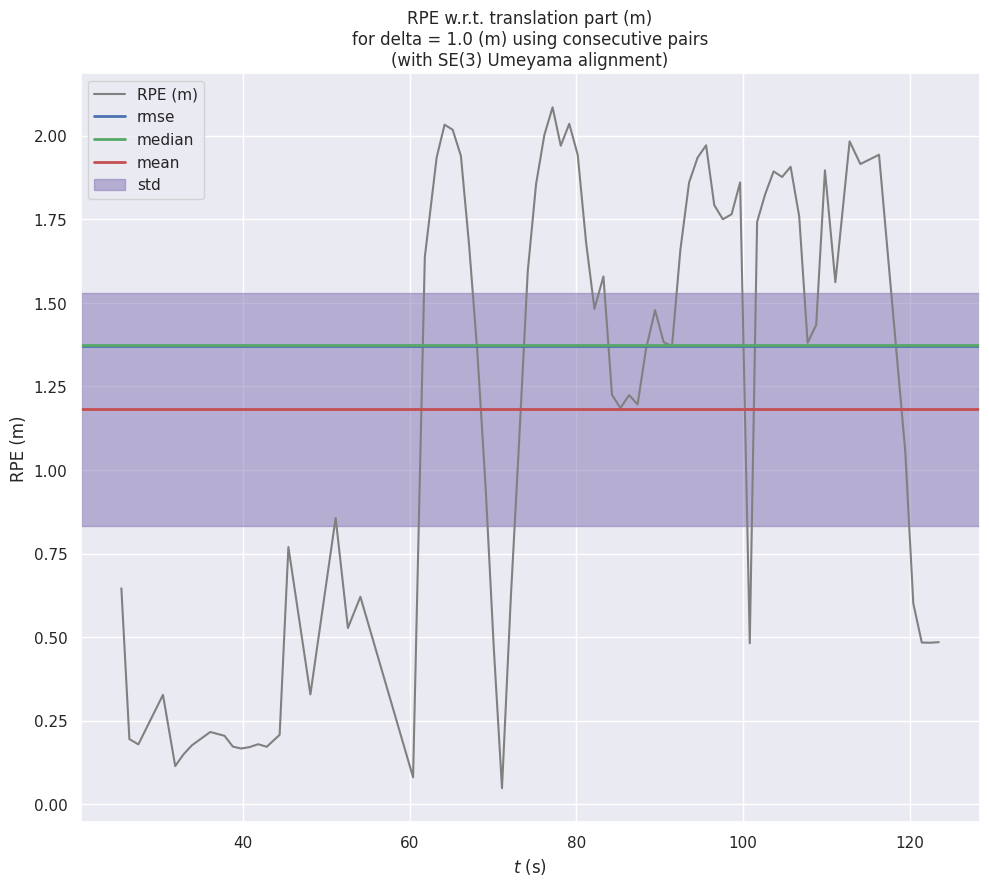 RPE w.r.t. translation part (m)
for delta = 1.0 (m) using consecutive pairs
(with SE(3) Umeyama alignment)
RPE (m)
rmse
median
mean
std
2.00
1.75
1.50
1.25
1.00
0.75
0.50
0.25
0.00
RPE (m)
40
60
80
100
120
t (s)